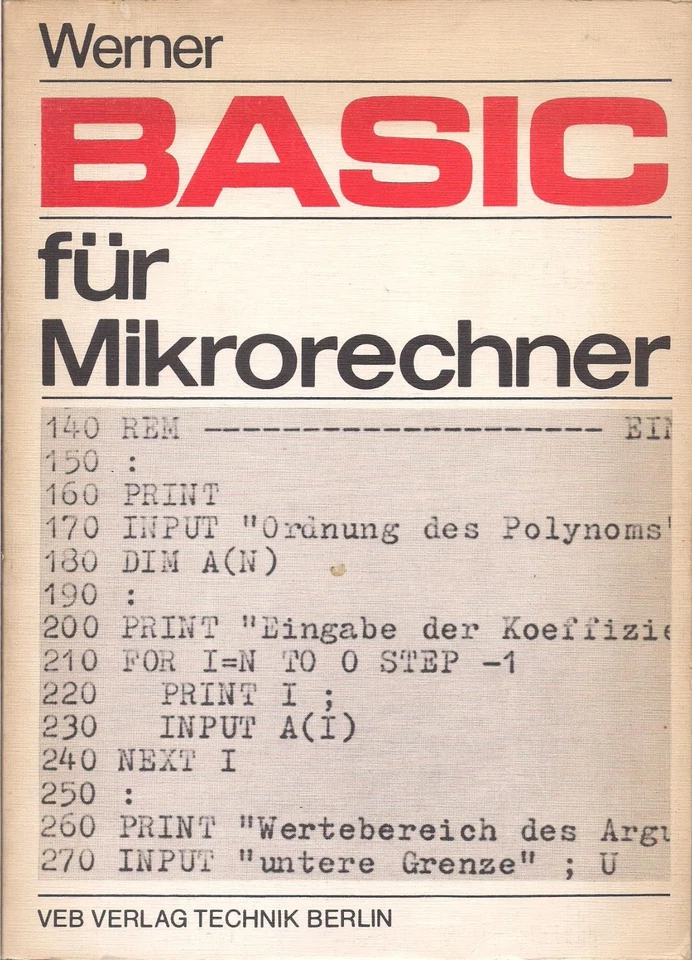 Werner
BASIC
für
Mikrorechner
140 REM -------------------- EIN
150 :
160 PRINT
170 INPUT "Ordnung des Polynoms"
180 DIM A(N)
190 :
200 PRINT "Eingabe der Koeffizie
210 FOR I=N TO 0 STEP -1
220 PRINT I ;
230 INPUT A(I)
240 NEXT I
250 :
260 PRINT "Wertebereich des Argu
270 INPUT "untere Grenze" ; U
VEB VERLAG TECHNIK BERLIN